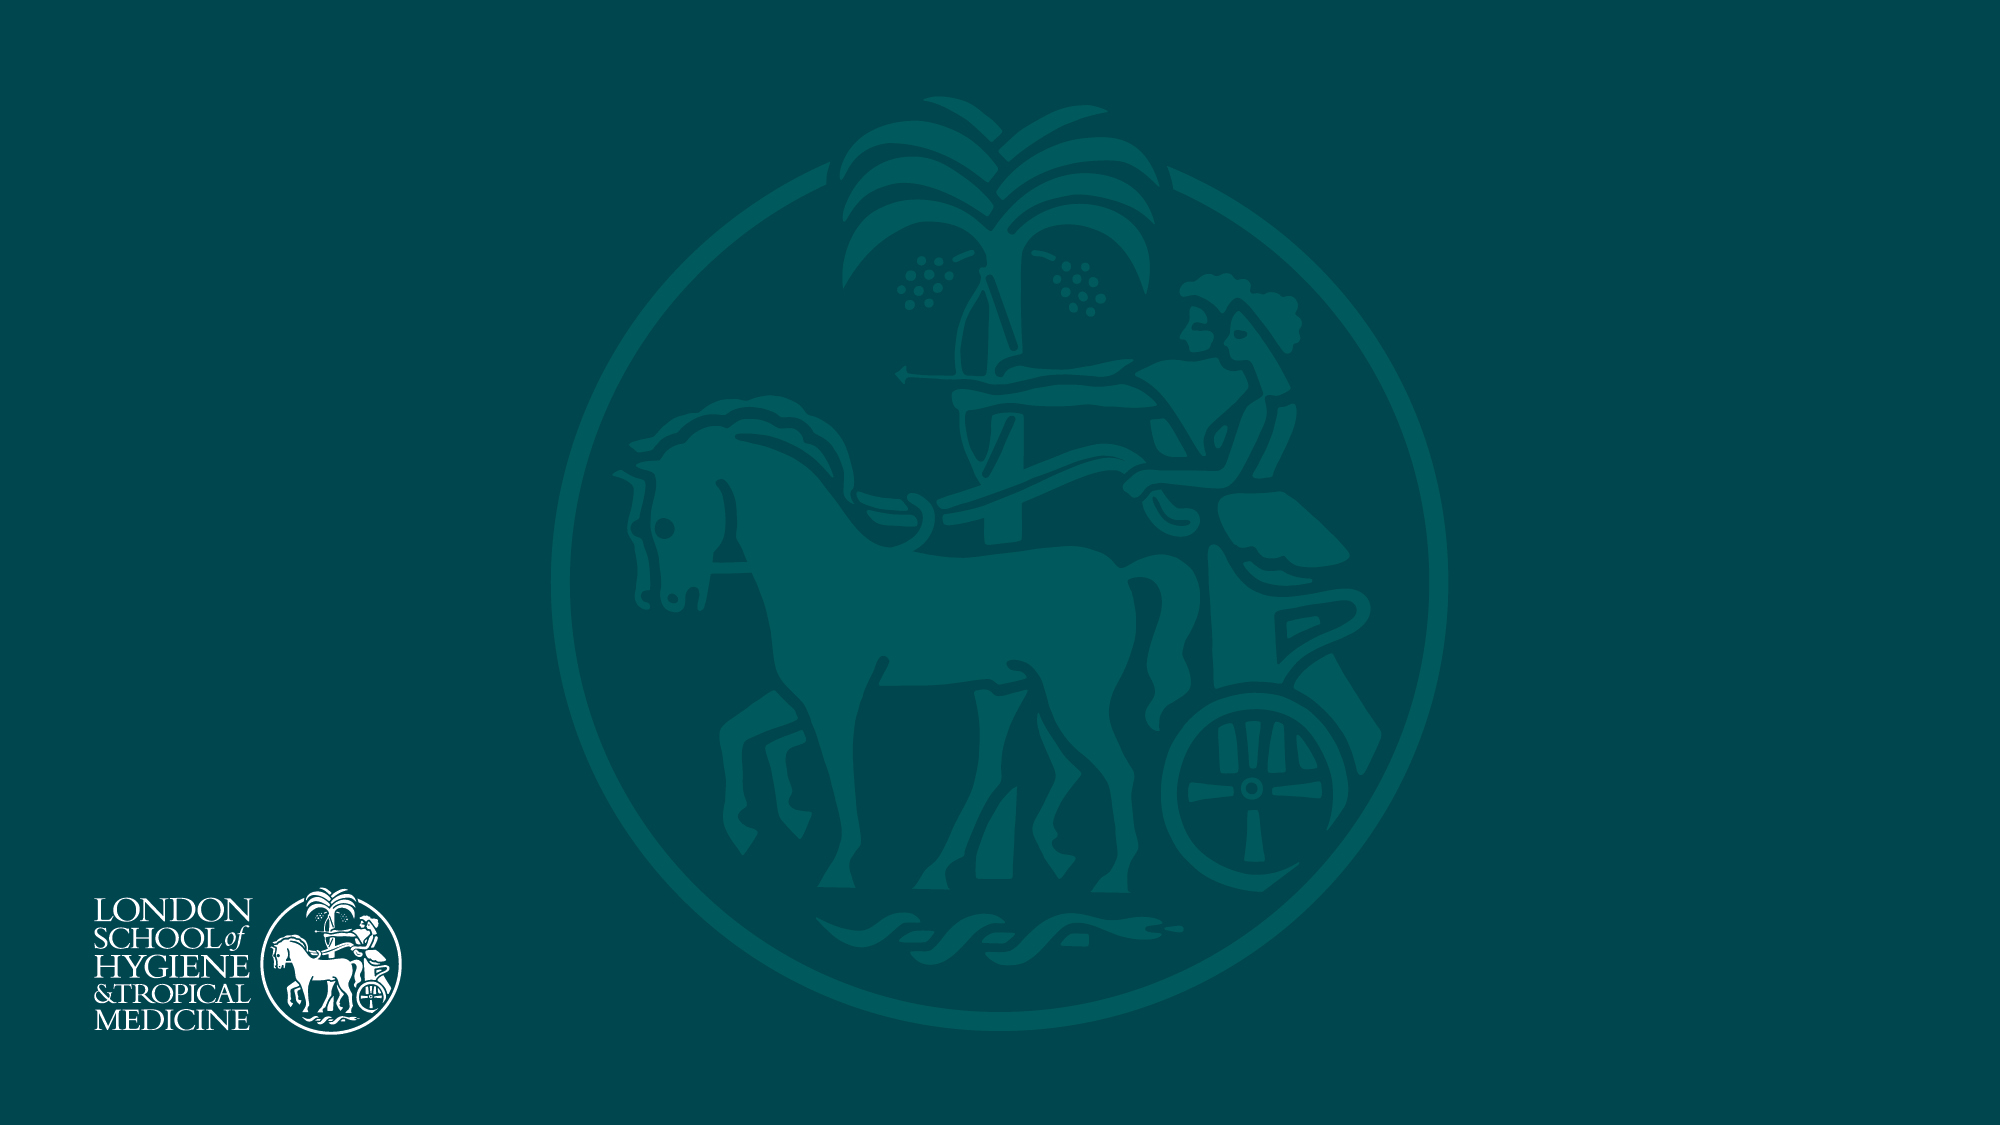 LONDON
SCHOOL of
HYGIENE
&TROPICAL
MEDICINE